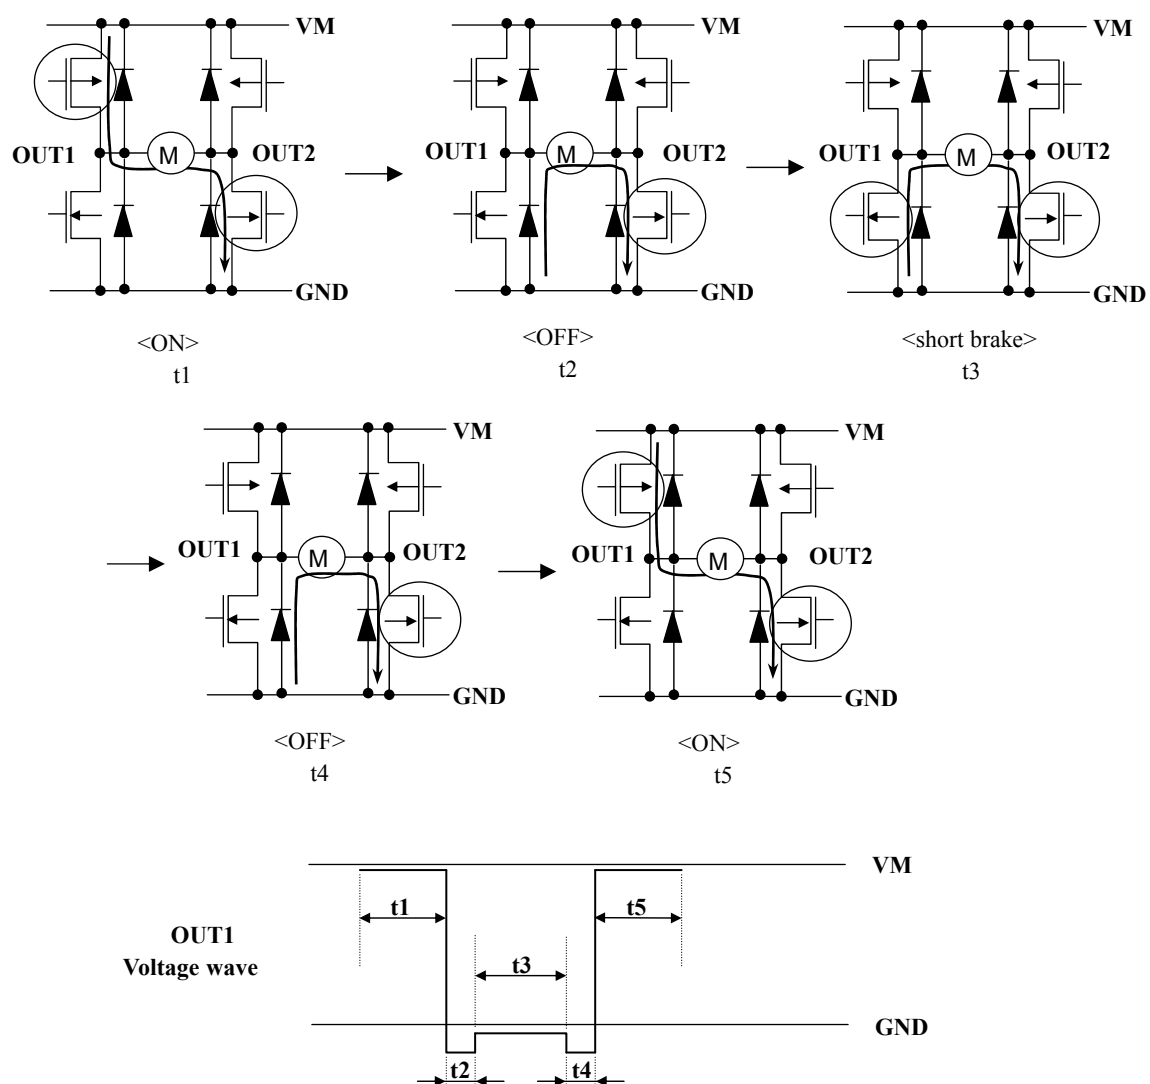 VM VM VM
OUT1 M OUT2 OUT1 M OUT2 OUT1 M OUT2
GND GND GND
<ON> <OFF> <short brake>
t1 t2 t3
VM VM
OUT1 M OUT2 OUT1 M OUT2
GND GND
<OFF> <ON>
t4 t5
VM
t1 t5
OUT1
Voltage wave
t3
GND
t2 t4